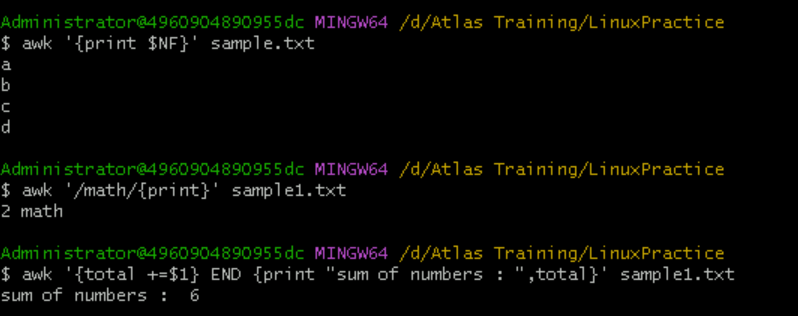 Administrator@4960904890955dc MINGW64 /d/Atlas Training/LinuxPractice
$ awk '{print $NF}' sample.txt
a
b
c
d
Administrator@4960904890955dc MINGW64 /d/Atlas Training/LinuxPractice
$ awk '/math/{print}' sample1.txt
2 math
Administrator@4960904890955dc MINGW64 /d/Atlas Training/LinuxPractice
$ awk '{total +=$1} END {print "sum of numbers : ",total}' sample1.txt
sum of numbers :  6